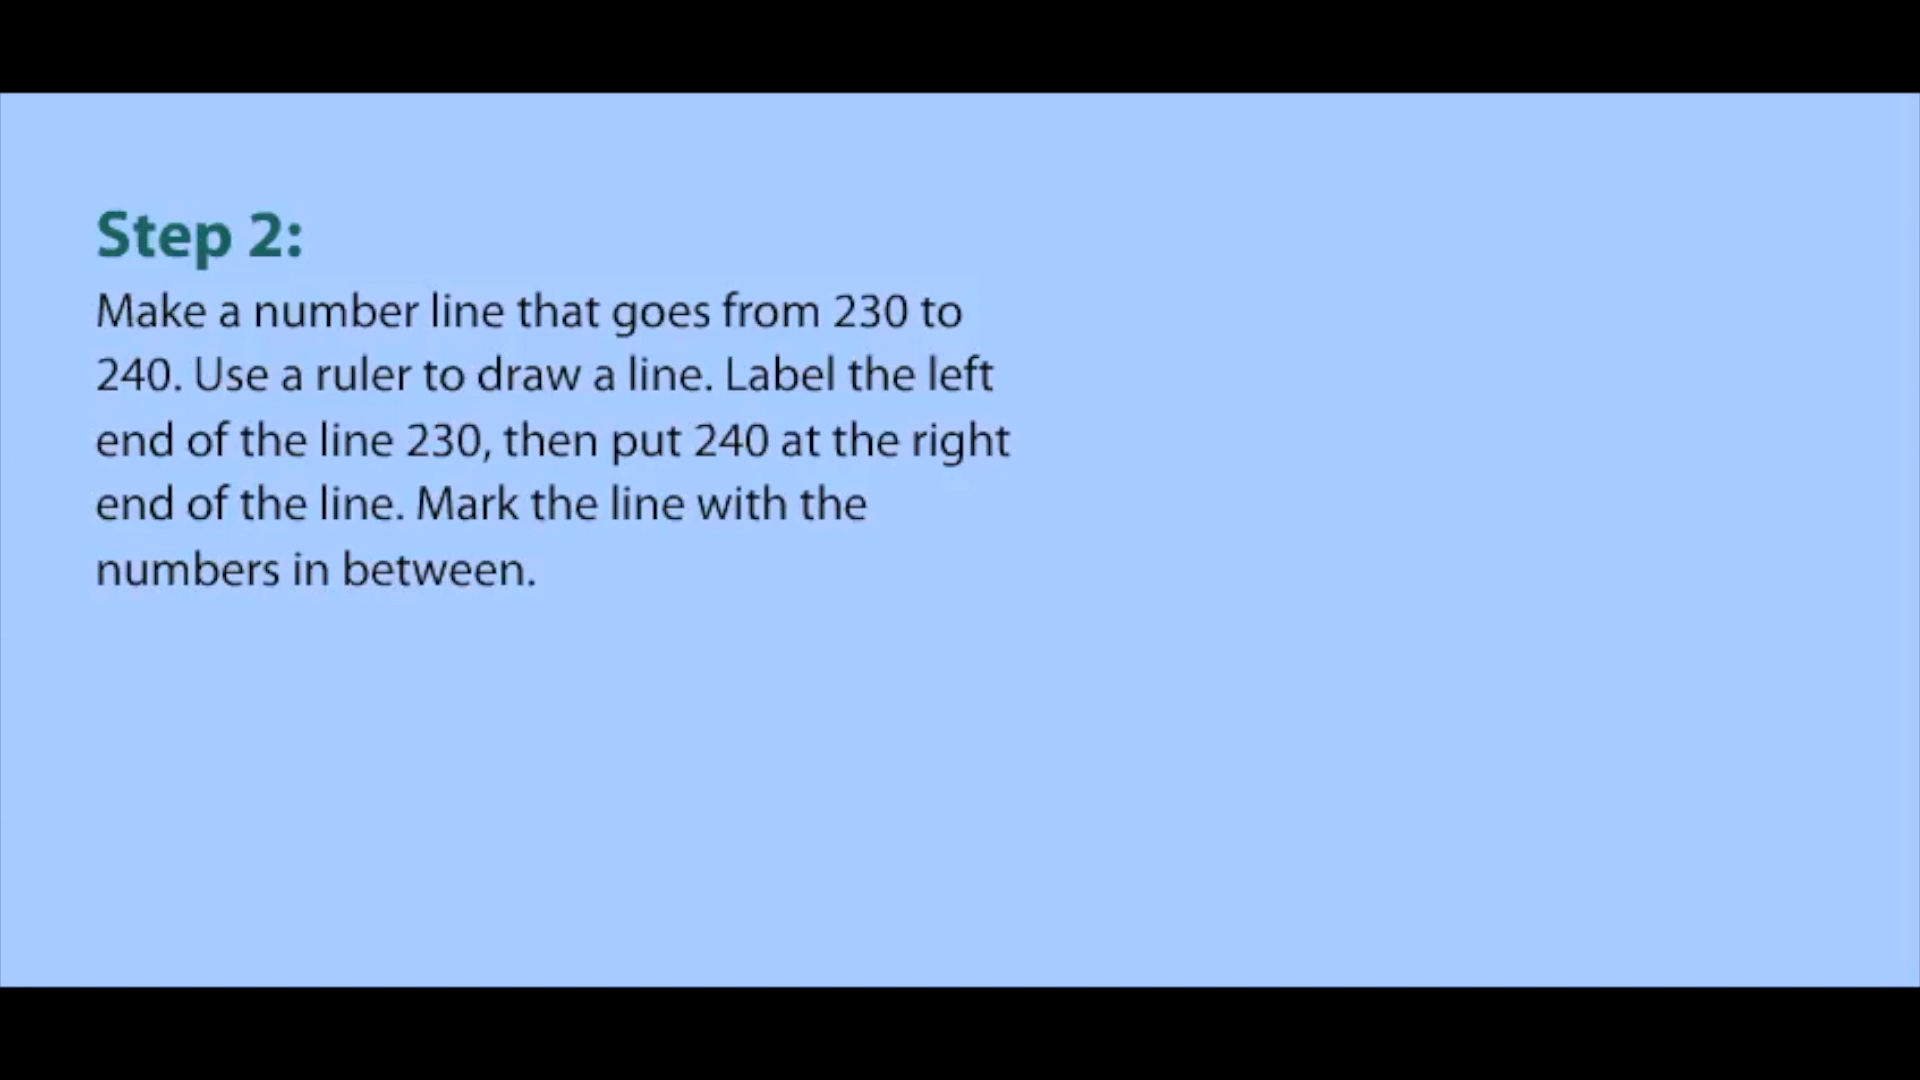 Step 2:
Make a number line that goes from 230 to
240. Use a ruler to draw a line. Label the left
end of the line 230, then put 240 at the right
end of the line. Mark the line with the
numbers in between.